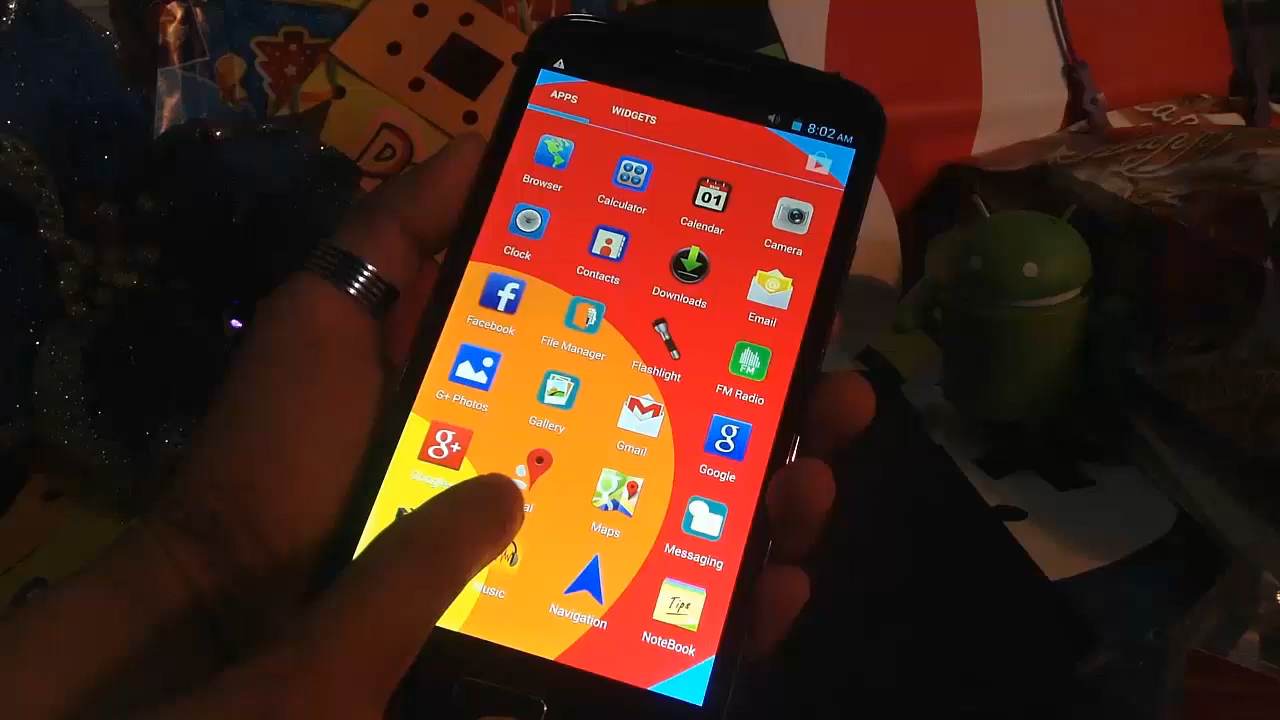 8:02 AM
APPS
WIDGETS
Browser
Calculator
Calendar
01
Camera
Clock
Contacts
Downloads
Email
Facebook
File Manager
Flashlight
FM
FM Radio
G+ Photos
Gallery
Gmail
Google
g+
g
Maps
Messaging
Navigation
Tips
NoteBook